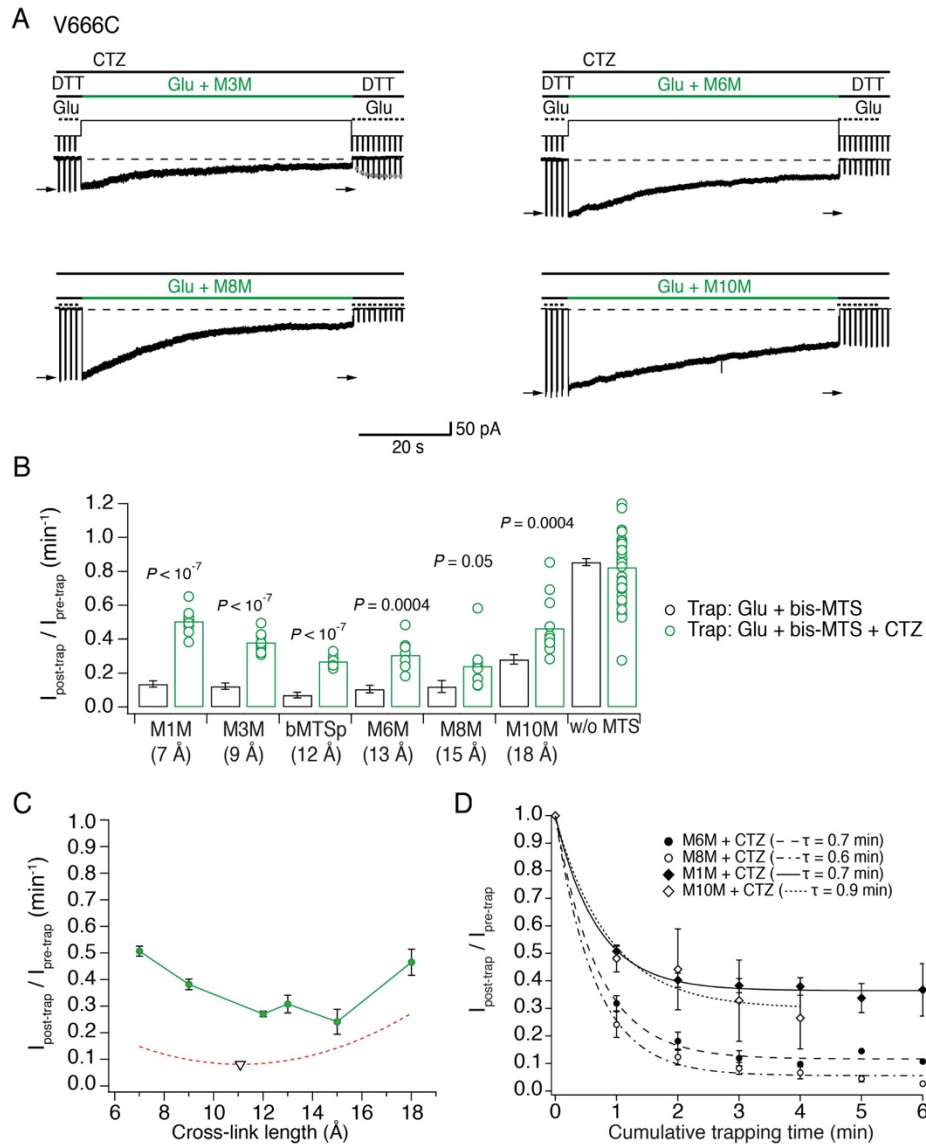 A
V666C
CTZ
DTT Glu + M3M DTT
Glu Glu
CTZ
DTT Glu + M6M DTT
Glu Glu
Glu + M8M
Glu + M10M
50 pA
20 s
B
I post-trap / I pre-trap (min⁻¹)
1.2
1.0
0.8
0.6
0.4
0.2
0.0
P < 10⁻⁷
P < 10⁻⁷
P < 10⁻⁷
P = 0.0004
P = 0.05
P = 0.0004
Trap: Glu + bis-MTS
Trap: Glu + bis-MTS + CTZ
M1M M3M bMTSp M6M M8M M10M w/o MTS
(7 Å) (9 Å) (12 Å) (13 Å) (15 Å) (18 Å)
C
I post-trap / I pre-trap (min⁻¹)
1.0
0.9
0.8
0.7
0.6
0.5
0.4
0.3
0.2
0.1
0.0
6 8 10 12 14 16 18
Cross-link length (Å)
D
I post-trap / I pre-trap
1.0
0.9
0.8
0.7
0.6
0.5
0.4
0.3
0.2
0.1
0.0
M6M + CTZ ( τ = 0.7 min)
M8M + CTZ ( τ = 0.6 min)
M1M + CTZ ( τ = 0.7 min)
M10M + CTZ ( τ = 0.9 min)
0 1 2 3 4 5 6
Cumulative trapping time (min)